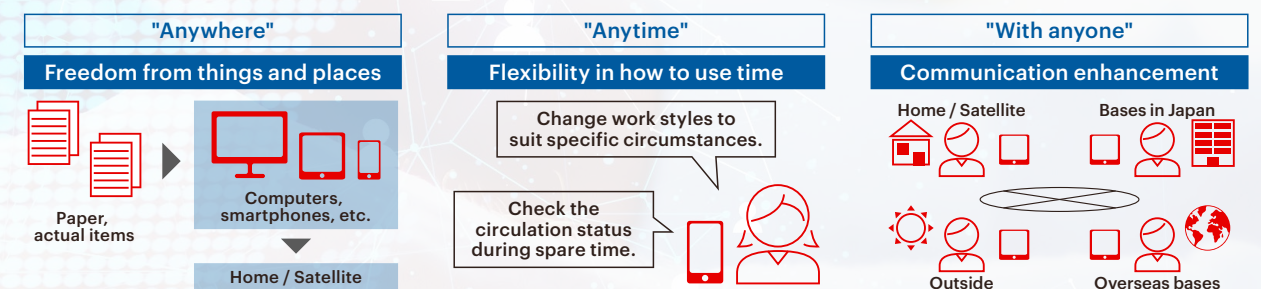 "Anywhere"
Freedom from things and places
Paper,
actual items
Computers,
smartphones, etc.
Home / Satellite
"Anytime"
Flexibility in how to use time
Change work styles to
suit specific circumstances.
Check the
circulation status
during spare time.
"With anyone"
Communication enhancement
Home / Satellite
Bases in Japan
Outside
Overseas bases